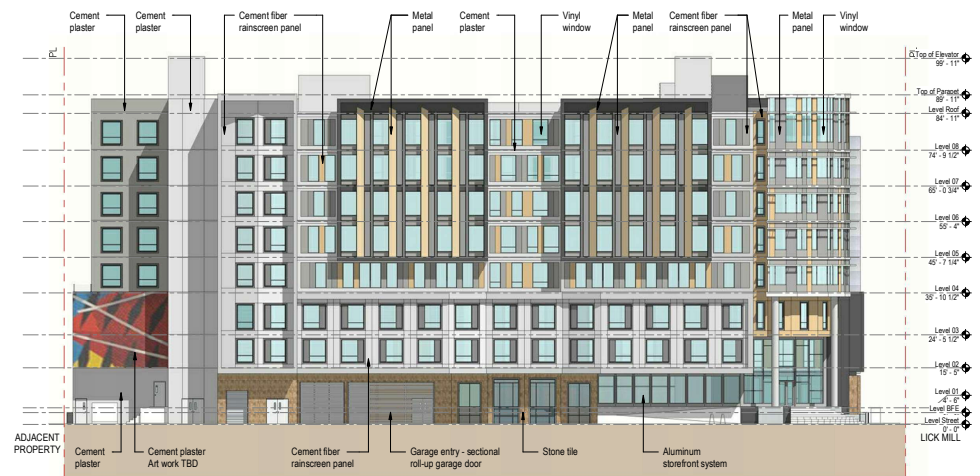 Cement
plaster
Cement
plaster
Cement fiber
rainscreen panel
Metal
panel
Cement
plaster
Vinyl
window
Metal
panel
Cement fiber
rainscreen panel
Metal
panel
Vinyl
window
PL
Top of Elevator
99' - 11"
Top of Parapet
89' - 11"
Level Roof
84' - 11"
Level 08
74' - 9 1/2"
Level 07
65' - 0 3/4"
Level 06
55' - 4"
Level 05
45' - 7 1/4"
Level 04
35' - 10 1/2"
Level 03
24' - 5 1/2"
Level 02
15' - 5"
Level 01
4' - 6"
Level BFE
Level Street
0' - 0"
ADJACENT
PROPERTY
LICK MILL
Cement
plaster
Cement plaster
Art work TBD
Cement fiber
rainscreen panel
Garage entry - sectional
roll-up garage door
Stone tile
Aluminum
storefront system